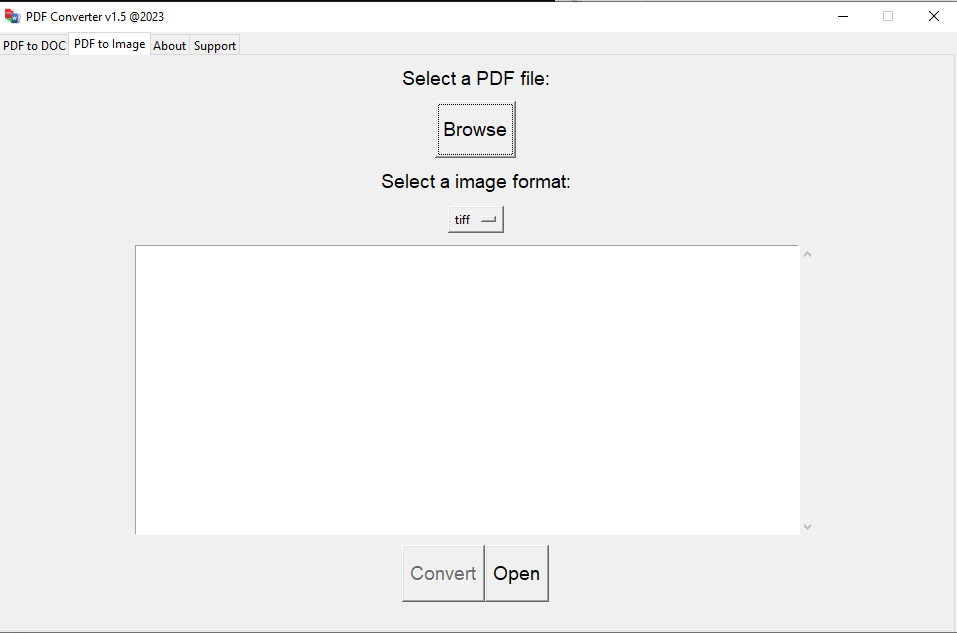 PDF Converter v1.5 @2023
PDF to DOC PDF to Image About Support
Select a PDF file:
Browse
Select a image format:
tiff
Convert Open